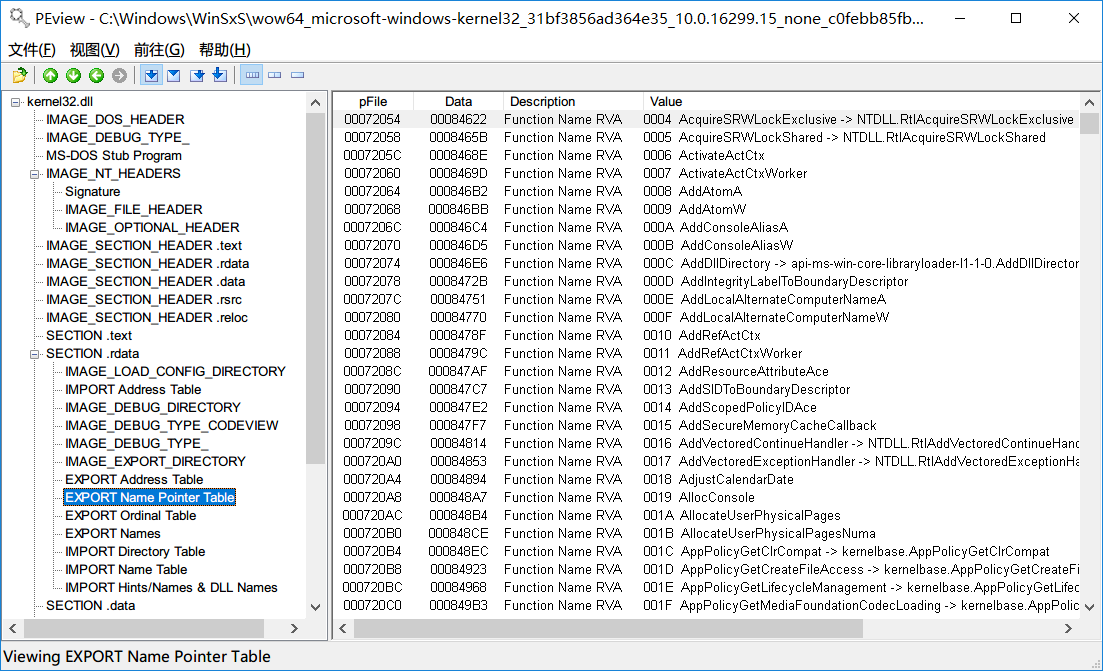 PEview - C:\Windows\WinSxS\wow64_microsoft-windows-kernel32_31bf3856ad364e35_10.0.16299.15_none_c0febb85fb...
文件(F) 视图(V) 前往(G) 帮助(H)
kernel32.dll
IMAGE_DOS_HEADER
IMAGE_DEBUG_TYPE_
MS-DOS Stub Program
IMAGE_NT_HEADERS
Signature
IMAGE_FILE_HEADER
IMAGE_OPTIONAL_HEADER
IMAGE_SECTION_HEADER .text
IMAGE_SECTION_HEADER .rdata
IMAGE_SECTION_HEADER .data
IMAGE_SECTION_HEADER .rsrc
IMAGE_SECTION_HEADER .reloc
SECTION .text
SECTION .rdata
IMAGE_LOAD_CONFIG_DIRECTORY
IMPORT Address Table
IMAGE_DEBUG_DIRECTORY
IMAGE_DEBUG_TYPE_CODEVIEW
IMAGE_DEBUG_TYPE_
IMAGE_EXPORT_DIRECTORY
EXPORT Address Table
EXPORT Name Pointer Table
EXPORT Ordinal Table
EXPORT Names
IMPORT Directory Table
IMPORT Name Table
IMPORT Hints/Names & DLL Names
SECTION .data
pFile Data Description Value
00072054 00084622 Function Name RVA 0004 AcquireSRWLockExclusive -> NTDLL.RtlAcquireSRWLockExclusive
00072058 0008465B Function Name RVA 0005 AcquireSRWLockShared -> NTDLL.RtlAcquireSRWLockShared
0007205C 0008468E Function Name RVA 0006 ActivateActCtx
00072060 0008469D Function Name RVA 0007 ActivateActCtxWorker
00072064 000846B2 Function Name RVA 0008 AddAtomA
00072068 000846BB Function Name RVA 0009 AddAtomW
0007206C 000846C4 Function Name RVA 000A AddConsoleAliasA
00072070 000846D5 Function Name RVA 000B AddConsoleAliasW
00072074 000846E6 Function Name RVA 000C AddDllDirectory -> api-ms-win-core-libraryloader-l1-1-0.AddDllDirector
00072078 0008472B Function Name RVA 000D AddIntegrityLabelToBoundaryDescriptor
0007207C 00084751 Function Name RVA 000E AddLocalAlternateComputerNameA
00072080 00084770 Function Name RVA 000F AddLocalAlternateComputerNameW
00072084 0008478F Function Name RVA 0010 AddRefActCtx
00072088 0008479C Function Name RVA 0011 AddRefActCtxWorker
0007208C 000847AF Function Name RVA 0012 AddResourceAttributeAce
00072090 000847C7 Function Name RVA 0013 AddSIDToBoundaryDescriptor
00072094 000847E2 Function Name RVA 0014 AddScopedPolicyIDAce
00072098 000847F7 Function Name RVA 0015 AddSecureMemoryCacheCallback
0007209C 00084814 Function Name RVA 0016 AddVectoredContinueHandler -> NTDLL.RtlAddVectoredContinueHand
000720A0 00084853 Function Name RVA 0017 AddVectoredExceptionHandler -> NTDLL.RtlAddVectoredExceptionHa
000720A4 00084894 Function Name RVA 0018 AdjustCalendarDate
000720A8 000848A7 Function Name RVA 0019 AllocConsole
000720AC 000848B4 Function Name RVA 001A AllocateUserPhysicalPages
000720B0 000848CE Function Name RVA 001B AllocateUserPhysicalPagesNuma
000720B4 000848EC Function Name RVA 001C AppPolicyGetClrCompat -> kernelbase.AppPolicyGetClrCompat
000720B8 00084923 Function Name RVA 001D AppPolicyGetCreateFileAccess -> kernelbase.AppPolicyGetCreateFi
000720BC 00084968 Function Name RVA 001E AppPolicyGetLifecycleManagement -> kernelbase.AppPolicyGetLifec
000720C0 000849B3 Function Name RVA 001F AppPolicyGetMediaFoundationCodecLoading -> kernelbase.AppPolic
Viewing EXPORT Name Pointer Table